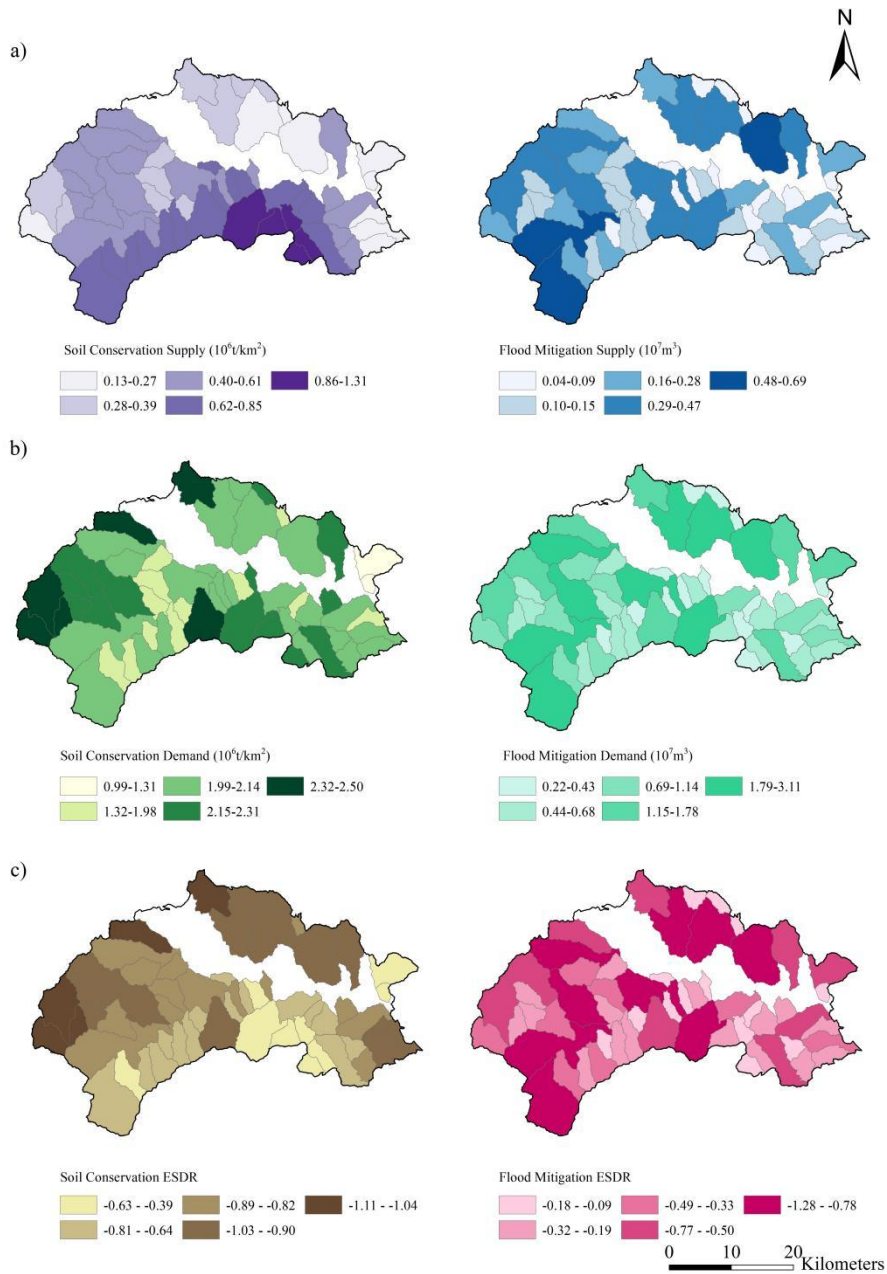 N
a)
Soil Conservation Supply (10⁶t/km²)
0.13-0.27 0.40-0.61 0.86-1.31
0.28-0.39 0.62-0.85
Flood Mitigation Supply (10⁷m³)
0.04-0.09 0.16-0.28 0.48-0.69
0.10-0.15 0.29-0.47
b)
Soil Conservation Demand (10⁶t/km²)
0.99-1.31 1.99-2.14 2.32-2.50
1.32-1.98 2.15-2.31
Flood Mitigation Demand (10⁷m³)
0.22-0.43 0.69-1.14 1.79-3.11
0.44-0.68 1.15-1.78
c)
Soil Conservation ESDR
-0.63 - -0.39 -0.89 - -0.82 -1.11 - -1.04
-0.81 - -0.64 -1.03 - -0.90
Flood Mitigation ESDR
-0.18 - -0.09 -0.49 - -0.33 -1.28 - -0.78
-0.32 - -0.19 -0.77 - -0.50
0 10 20
Kilometers